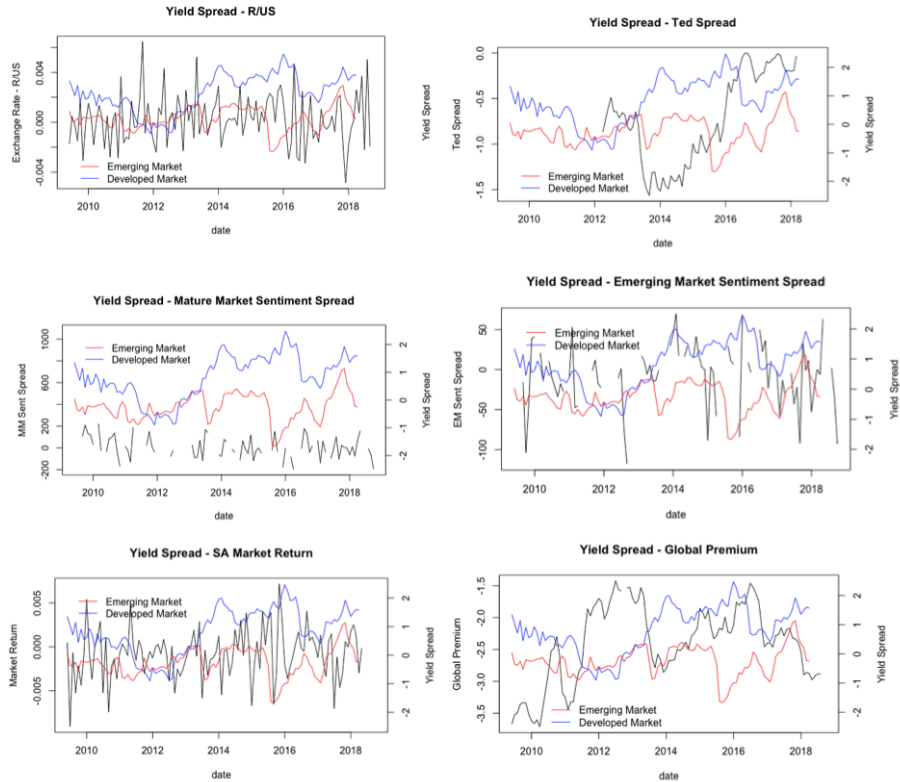 Yield Spread - R/US
Exchange Rate - R/US
0.004
0.000
-0.004
Emerging Market
Developed Market
2010 2012 2014 2016 2018
date
Yield Spread - Ted Spread
Ted Spread
0.0
-0.5
-1.0
-1.5
Yield Spread
Yield Spread
2
1
0
-1
-2
Emerging Market
Developed Market
2010 2012 2014 2016 2018
date
Yield Spread - Mature Market Sentiment Spread
MM Sent Spread
1000
600
200
0
-200
Emerging Market
Developed Market
2
1
0
-1
-2
Yield Spread
2010 2012 2014 2016 2018
date
Yield Spread - Emerging Market Sentiment Spread
EM Sent Spread
50
0
-50
-100
Emerging Market
Developed Market
2
1
0
-1
-2
Yield Spread
2010 2012 2014 2016 2018
date
Yield Spread - SA Market Return
Market Return
0.005
0.000
-0.005
Emerging Market
Developed Market
2
1
0
-1
-2
Yield Spread
2010 2012 2014 2016 2018
date
Yield Spread - Global Premium
Global Premium
-1.5
-2.0
-2.5
-3.0
-3.5
Emerging Market
Developed Market
2
1
0
-1
-2
Yield Spread
2010 2012 2014 2016 2018
date